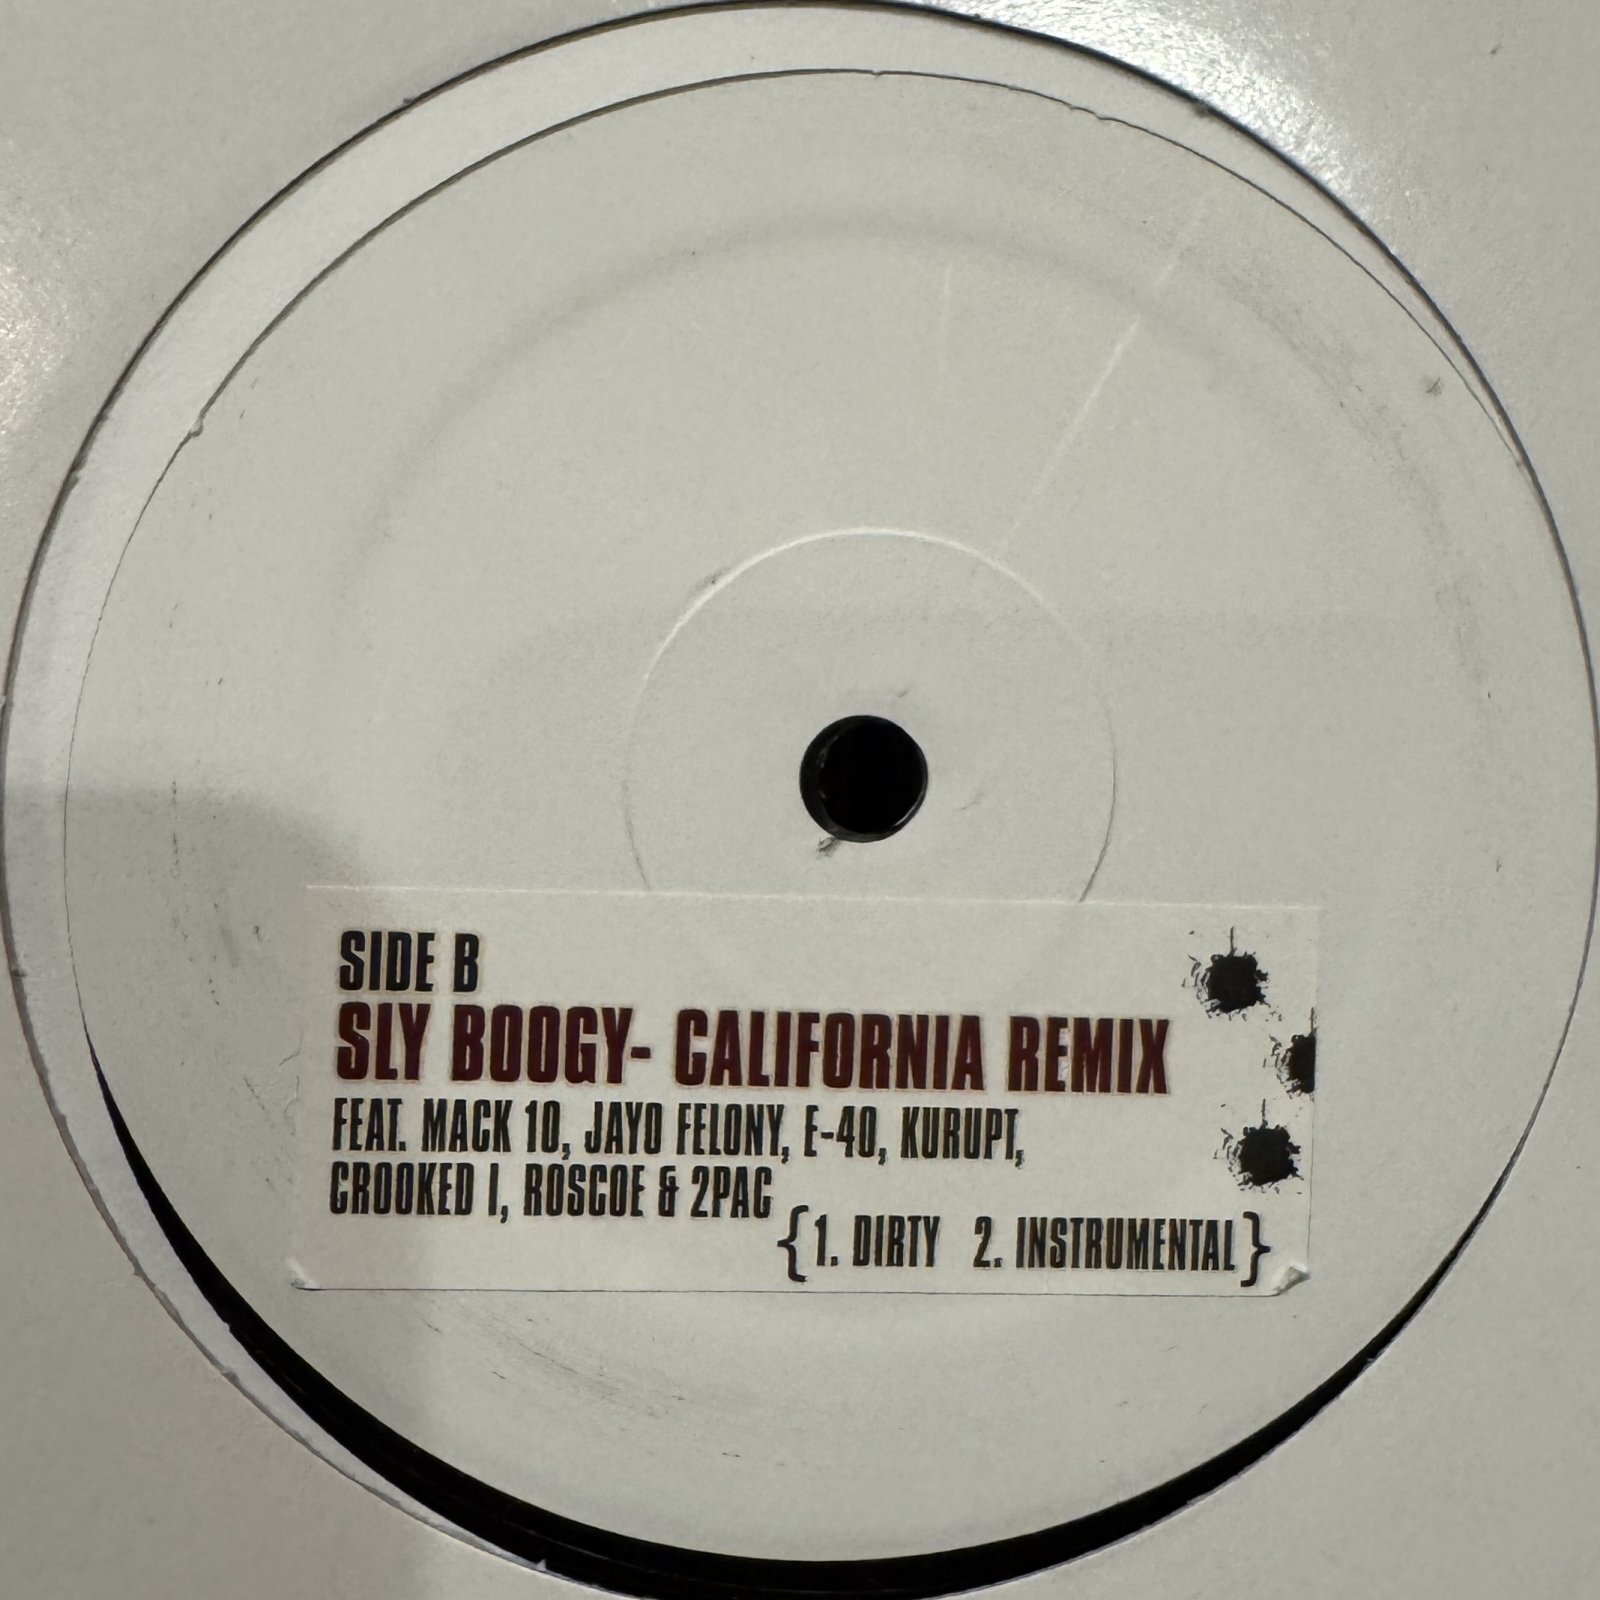 SIDE B
SLY BOOGY- CALIFORNIA REMIX
FEAT. MACK 10, JAYO FELONY, E-40, KURUPT,
CROOKED I, ROSCOE & 2PAC
{1. DIRTY 2. INSTRUMENTAL}